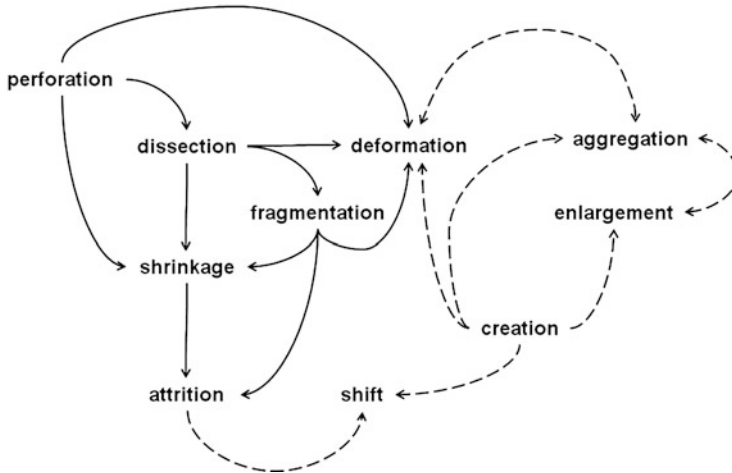 perforation
dissection
deformation
aggregation
fragmentation
enlargement
shrinkage
creation
attrition
shift